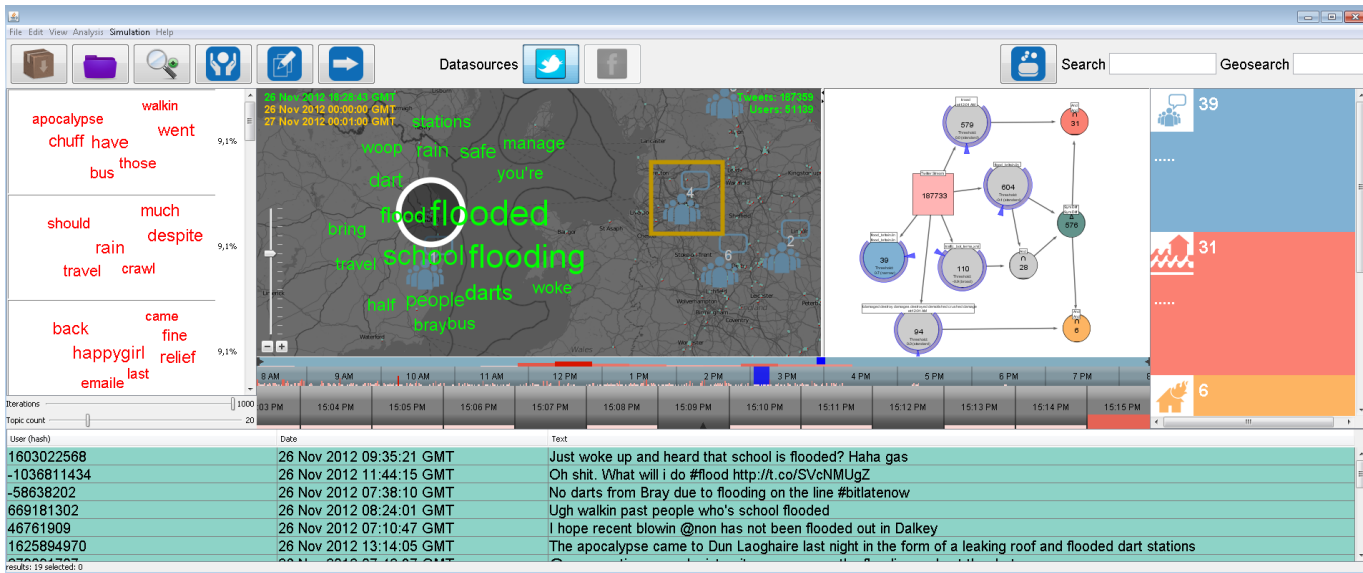 File Edit View Analysis Simulation Help
Datasources
Search
Geosearch
walkin
apocalypse
went
chuff have
those
bus
9,1%
much
should
despite
rain
travel crawl
9,1%
came
back
fine
happygirl relief
last
emaile
9,1%
Iterations 1000
Topic count 20
26 Nov 2012 18:28:43 GMT
26 Nov 2012 00:00:00 GMT
27 Nov 2012 00:01:00 GMT
Tweets: 187359
Users: 51139
stations
woop rain safe manage
you're
dart
flood flooded
bring
school flooding
travel
woke
half people darts
braybus
4
2
6
579
31
187733
604
576
39
110
28
94
6
39
.....
31
.....
6
8 AM 9 AM 10 AM 11 AM 12 PM 1 PM 2 PM 3 PM 4 PM 5 PM 6 PM 7 PM 8
:03 PM 15:04 PM 15:05 PM 15:06 PM 15:07 PM 15:08 PM 15:09 PM 15:10 PM 15:11 PM 15:12 PM 15:13 PM 15:14 PM 15:15 PM
User (hash) Date Text
1603022568 26 Nov 2012 09:35:21 GMT Just woke up and heard that school is flooded? Haha gas
-1036811434 26 Nov 2012 11:44:15 GMT Oh shit. What will i do #flood http://t.co/SVcNMUgZ
-58638202 26 Nov 2012 07:38:10 GMT No darts from Bray due to flooding on the line #bitlatenow
669181302 26 Nov 2012 08:24:01 GMT Ugh walkin past people who's school flooded
46761909 26 Nov 2012 07:10:47 GMT I hope recent blowin @non has not been flooded out in Dalkey
1625894970 26 Nov 2012 13:14:05 GMT The apocalypse came to Dun Laoghaire last night in the form of a leaking roof and flooded dart stations
results: 19 selected: 0